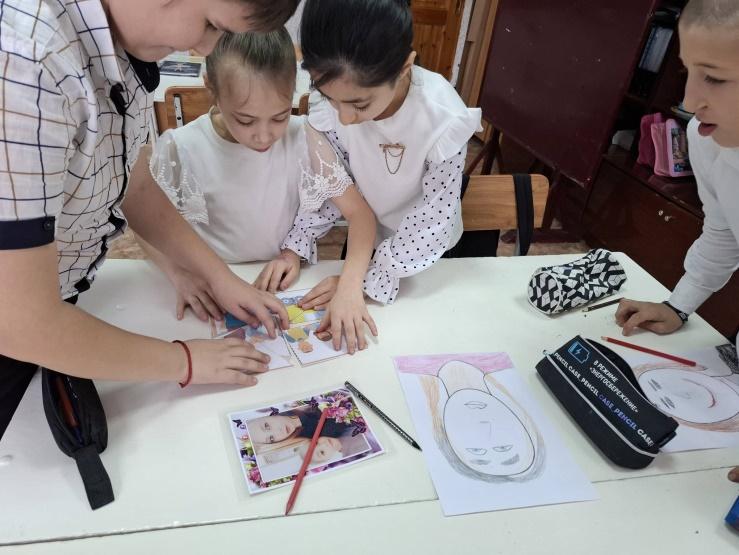 В РЕЖИМЕ
«ЭНЕРГОСБЕРЕЖЕНИЕ»
PENCIL CASE, PENCIL CASE, PENCIL CASE